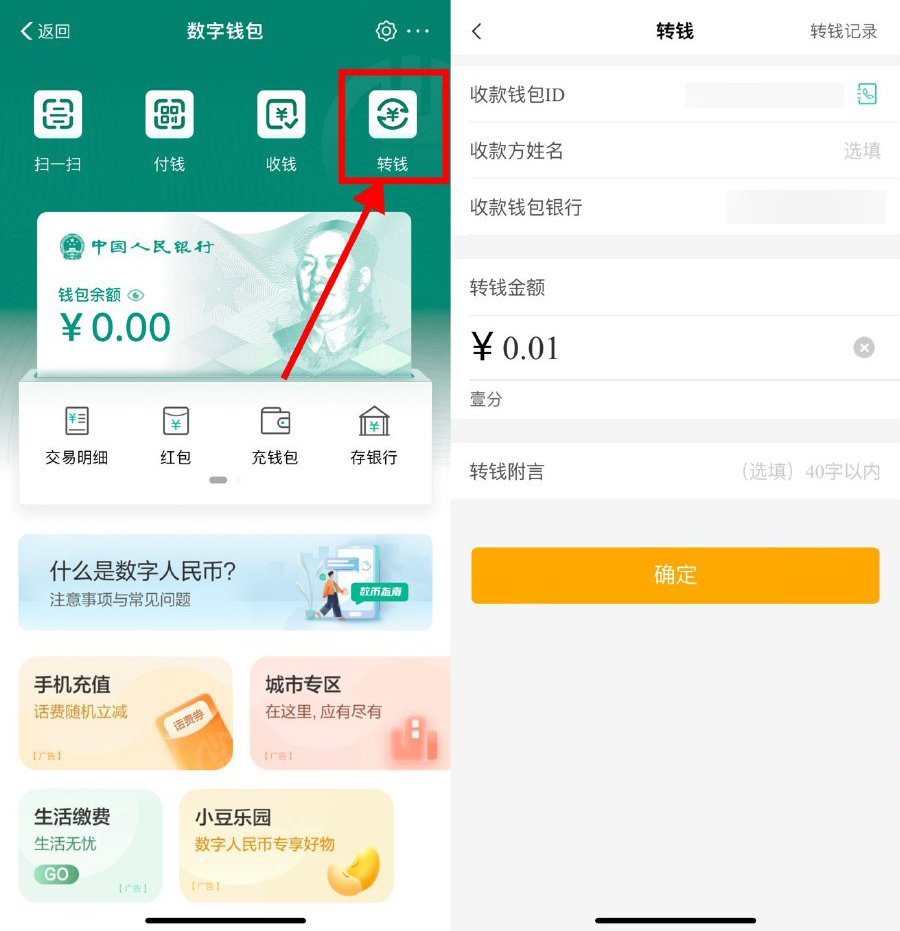 返回
数字钱包
扫一扫
付钱
收钱
转钱
中国人民银行
钱包余额
¥0.00
交易明细
红包
充钱包
存银行
什么是数字人民币?
注意事项与常见问题
数币指南
手机充值
话费随机立减
话费券
【广告】
城市专区
在这里, 应有尽有
【广告】
生活缴费
生活无忧
GO
【广告】
小豆乐园
数字人民币专享好物
【广告】
转钱
转钱记录
收款钱包ID
收款方姓名
选填
收款钱包银行
转钱金额
¥ 0.01
壹分
转钱附言
（选填）40字以内
确定